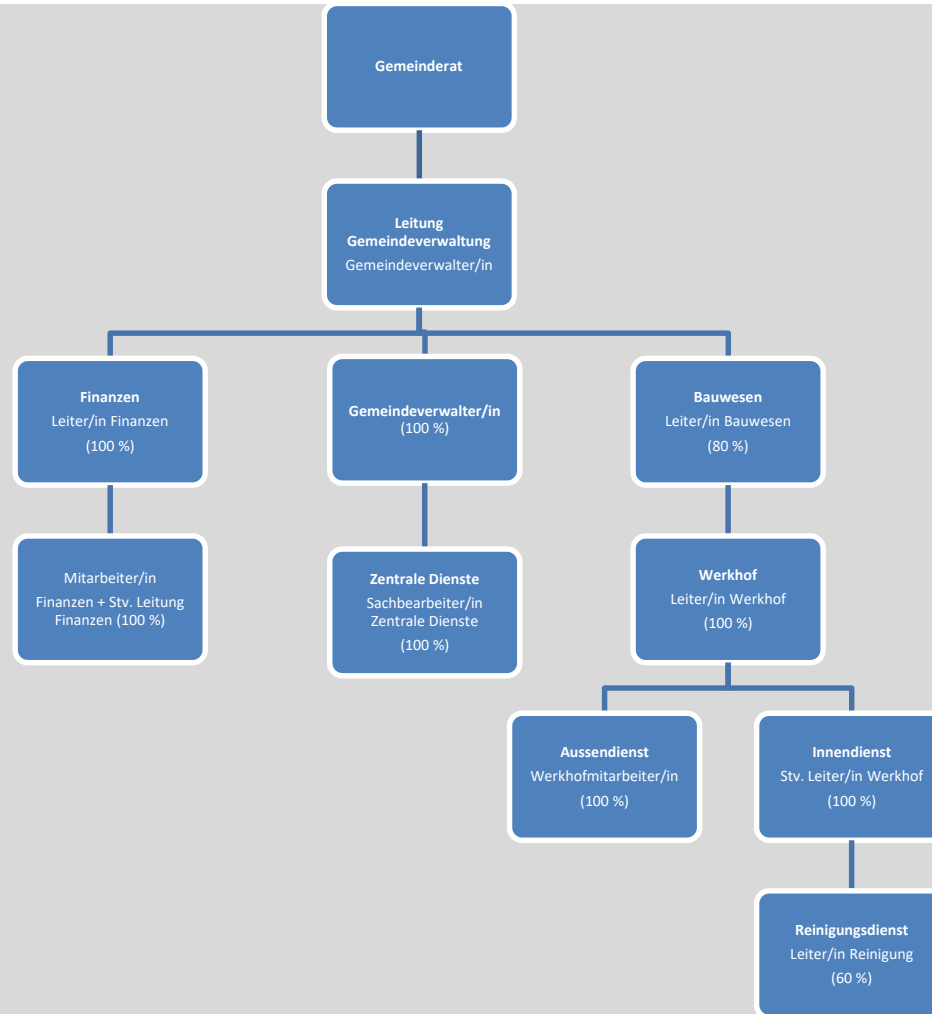 Gemeinderat
Leitung
Gemeindeverwaltung
Gemeindeverwalter/in
Finanzen
Leiter/in Finanzen
(100 %)
Gemeindeverwalter/in
(100 %)
Bauwesen
Leiter/in Bauwesen
(80 %)
Mitarbeiter/in
Finanzen + Stv. Leitung
Finanzen (100 %)
Zentrale Dienste
Sachbearbeiter/in
Zentrale Dienste
(100 %)
Werkhof
Leiter/in Werkhof
(100 %)
Aussendienst
Werkhofmitarbeiter/in
(100 %)
Innendienst
Stv. Leiter/in Werkhof
(100 %)
Reinigungsdienst
Leiter/in Reinigung
(60 %)